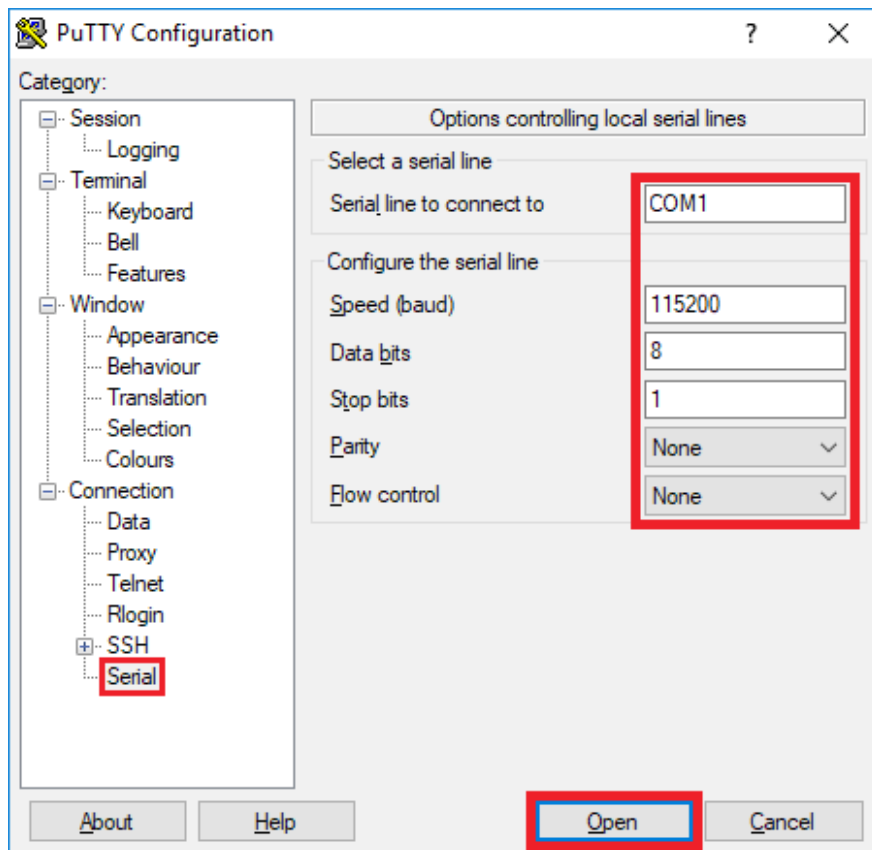 PuTTY Configuration
?
Category:
Session
Logging
Terminal
Keyboard
Bell
Features
Window
Appearance
Behaviour
Translation
Selection
Colours
Connection
Data
Proxy
Telnet
Rlogin
SSH
Serial
Options controlling local serial lines
Select a serial line
Serial line to connect to COM1
Configure the serial line
Speed (baud) 115200
Data bits 8
Stop bits 1
Parity None
Flow control None
About Help Open Cancel